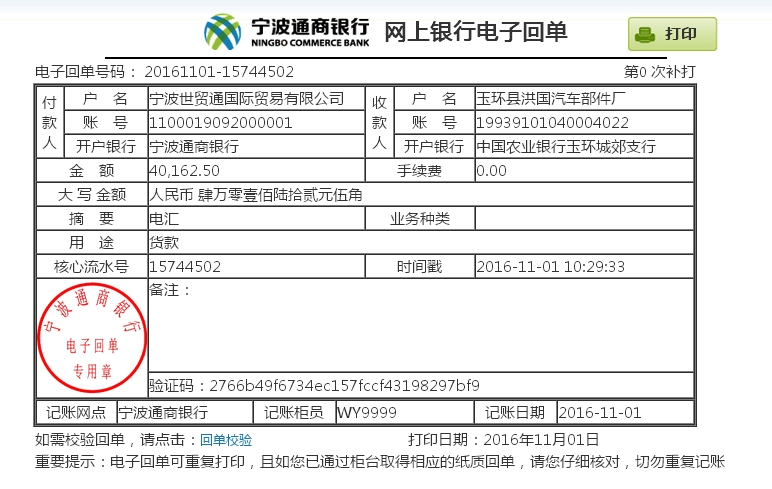 宁波通商银行 网上银行电子回单 打印
NINGBO COMMERCE BANK
电子回单号码： 20161101-15744502 第0 次补打
付款人 户 名 宁波世贸通国际贸易有限公司 收款人 户 名 玉环县洪国汽车部件厂
账 号 1100019092000001 账 号 19939101040004022
开户银行 宁波通商银行 开户银行 中国农业银行玉环城郊支行
金 额 40,162.50 手续费 0.00
大 写 金额 人民币 肆万零壹佰陆拾贰元伍角
摘 要 电汇 业务种类
用 途 货款
核心流水号 15744502 时间戳 2016-11-01 10:29:33
备注：
宁波通商银行
电子回单
专用章
验证码：2766b49f6734ec157fccf43198297bf9
记账网点 宁波通商银行 记账柜员 WY9999 记账日期 2016-11-01
如需校验回单，请点击：回单校验 打印日期：2016年11月01日
重要提示：电子回单可重复打印，且如您已通过柜台取得相应的纸质回单，请您仔细核对，切勿重复记账